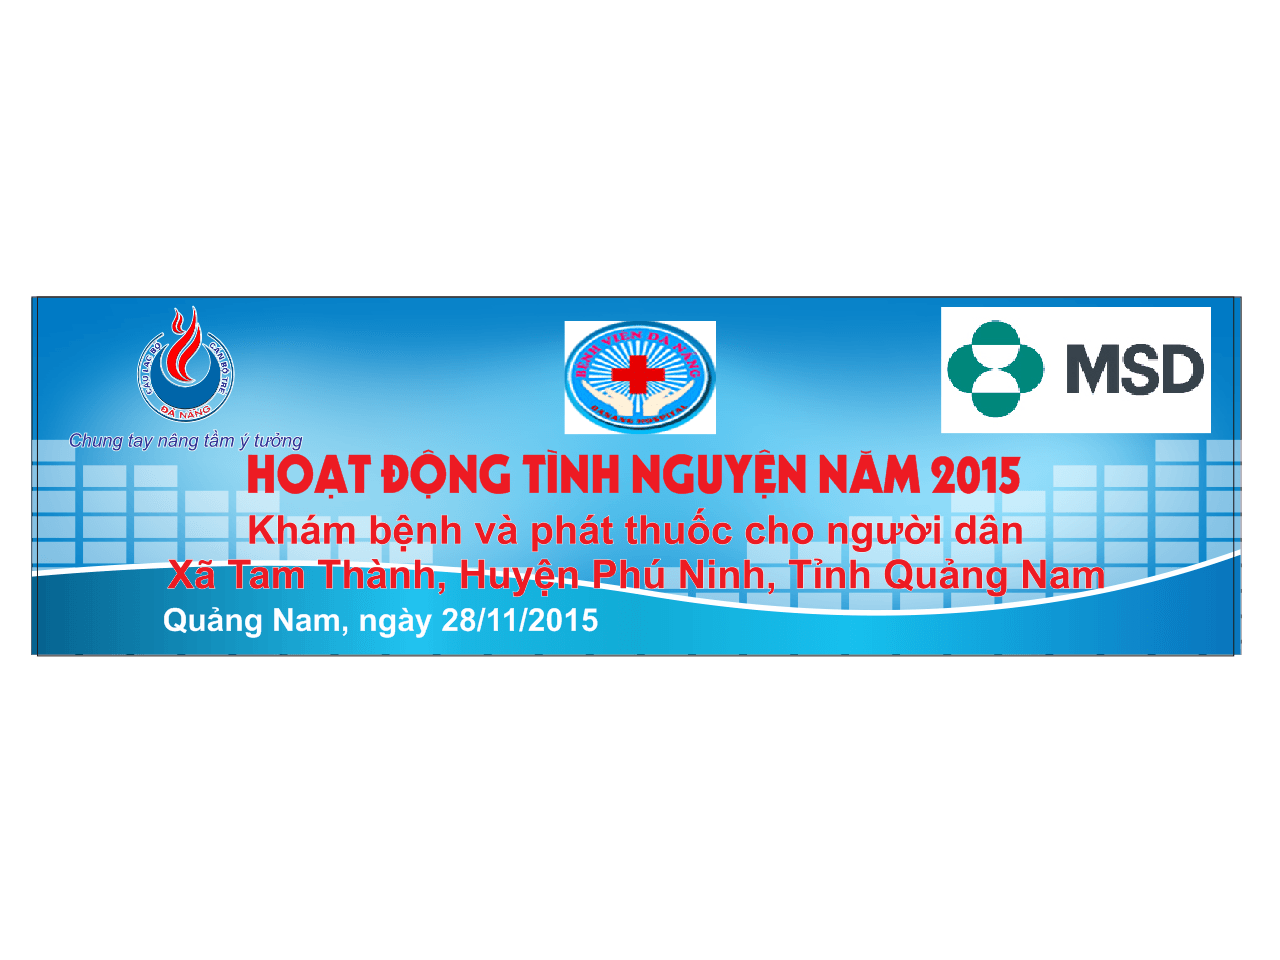 CÂU LẠC BỘ
CÁN BỘ TRẺ
ĐÀ NẴNG
Chung tay nâng tầm ý tưởng
BỆNH VIỆN ĐÀ NẴNG
DANANG HOSPITAL
MSD
HOẠT ĐỘNG TÌNH NGUYỆN NĂM 2015
Khám bệnh và phát thuốc cho người dân
Xã Tam Thành, Huyện Phú Ninh, Tỉnh Quảng Nam
Quảng Nam, ngày 28/11/2015